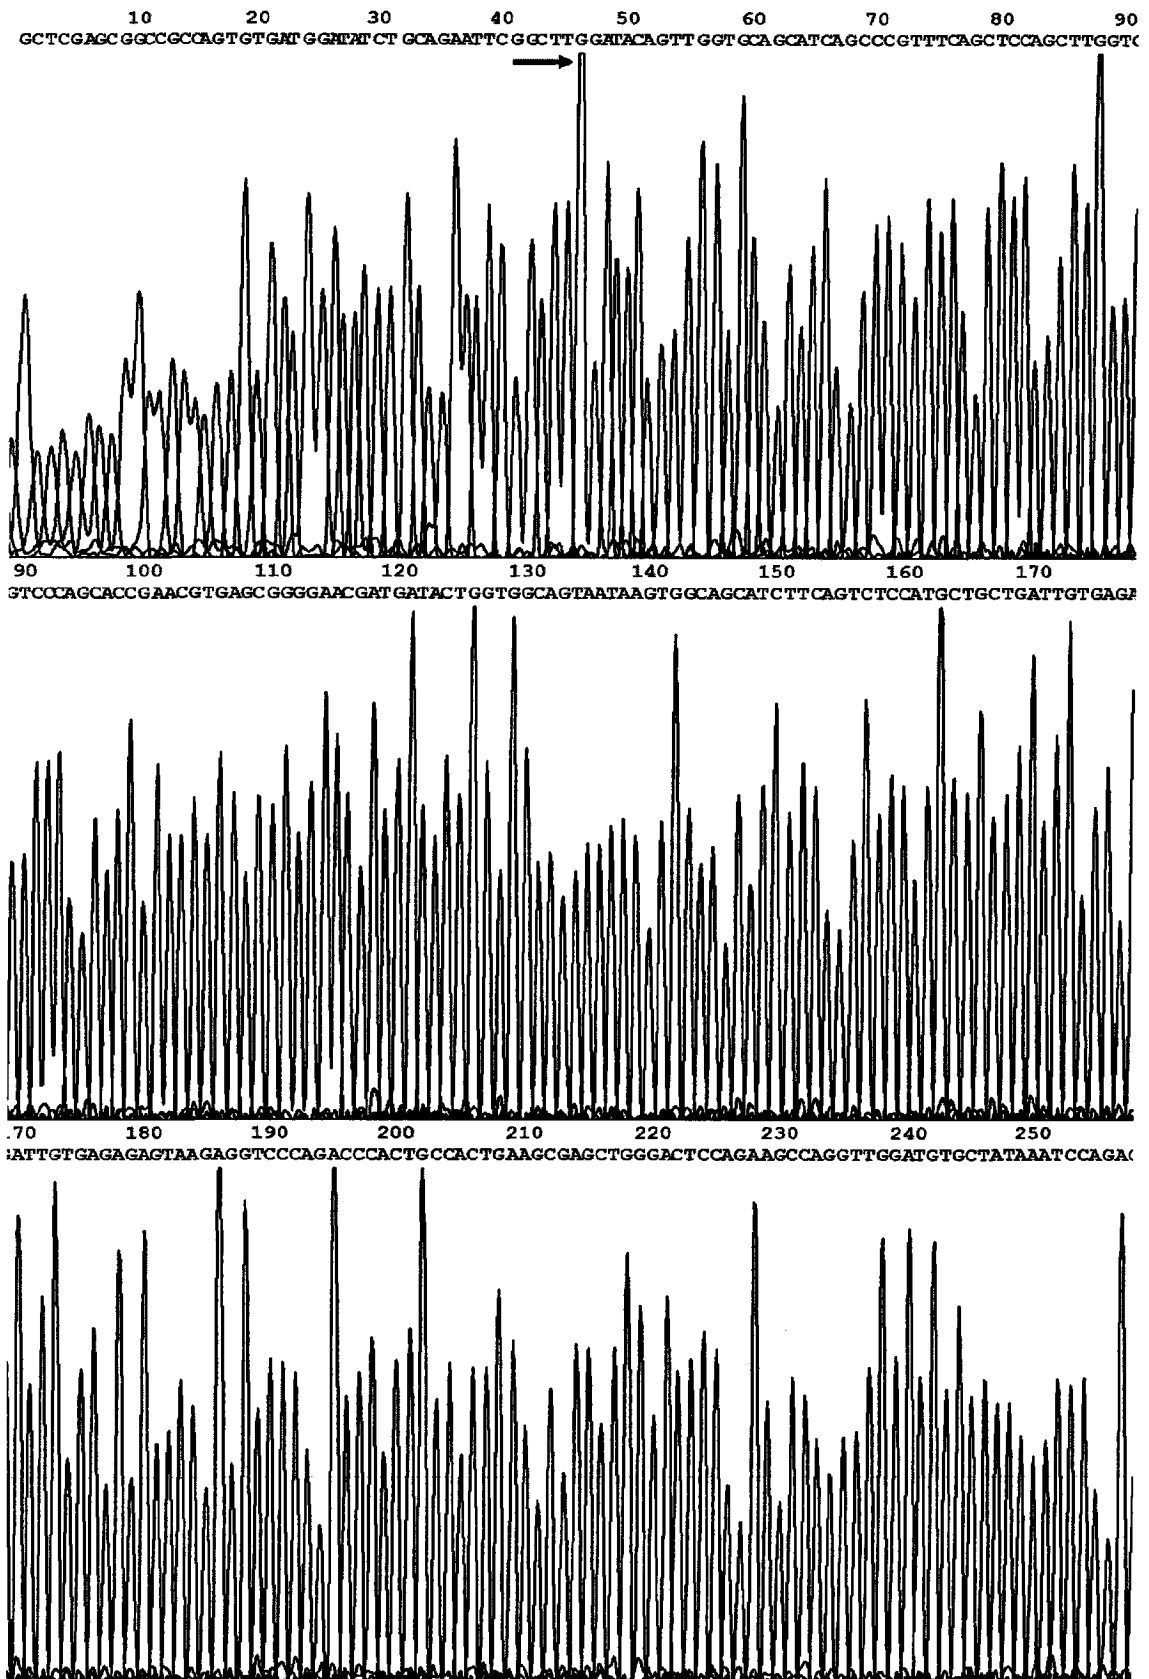 10 20 30 40 50 60 70 80 90
GCTCGAGCGGCCGCCAGTGTGATGGATATCTGCAGAATTCGGCTTGGATACAGTTGGTGCAGCATCAGCCCGTTTCAGCTCCAGCTTGGTC
90 100 110 120 130 140 150 160 170
GTCCCAGCACCGAACGTGAGCGGGGAACGATGATACTGGTGGCAGTAATAAGTGGCAGCATCTTCAGTCTCCATGCTGCTGATTGTGAGA
170 180 190 200 210 220 230 240 250
GATTGTGAGAGAGTAAGAGGTCCCAGACCCACTGCCACTGAAGCGAGCTGGGACTCCAGAAGCCAGGTTGGATGTGCTATAAATCCAGAC